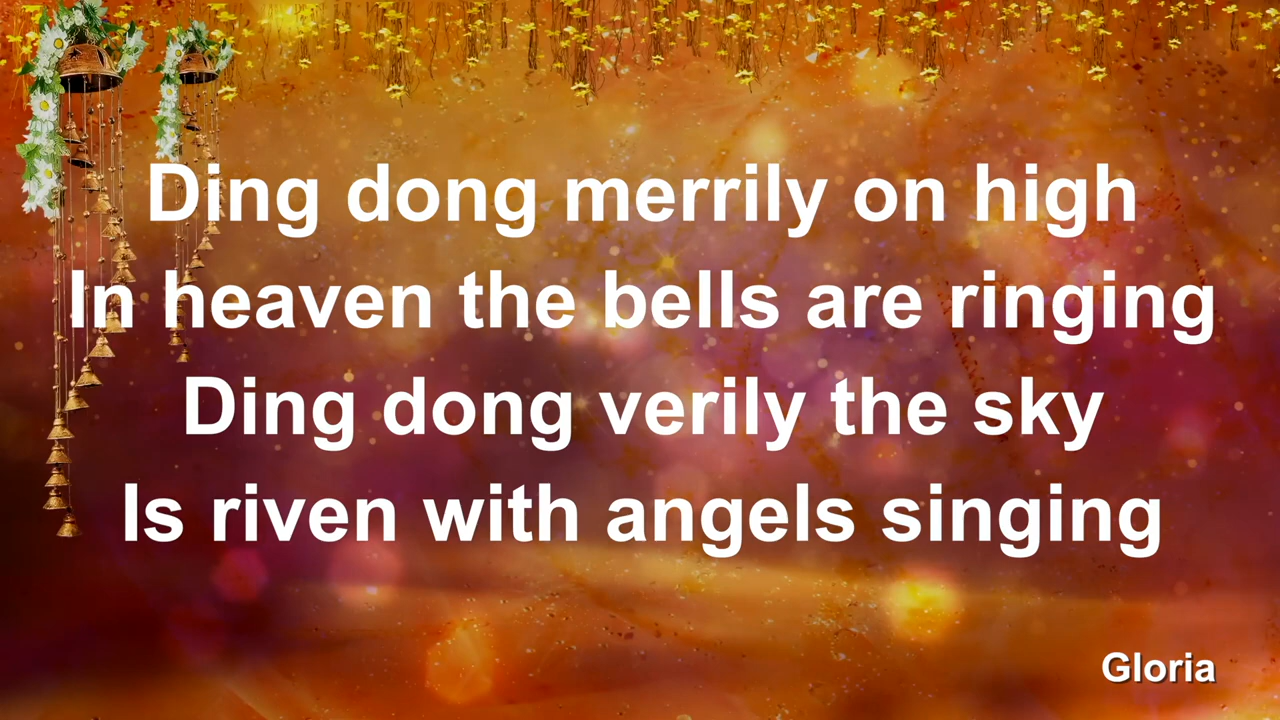 Ding dong merrily on high
In heaven the bells are ringing
Ding dong verily the sky
Is riven with angels singing
Gloria